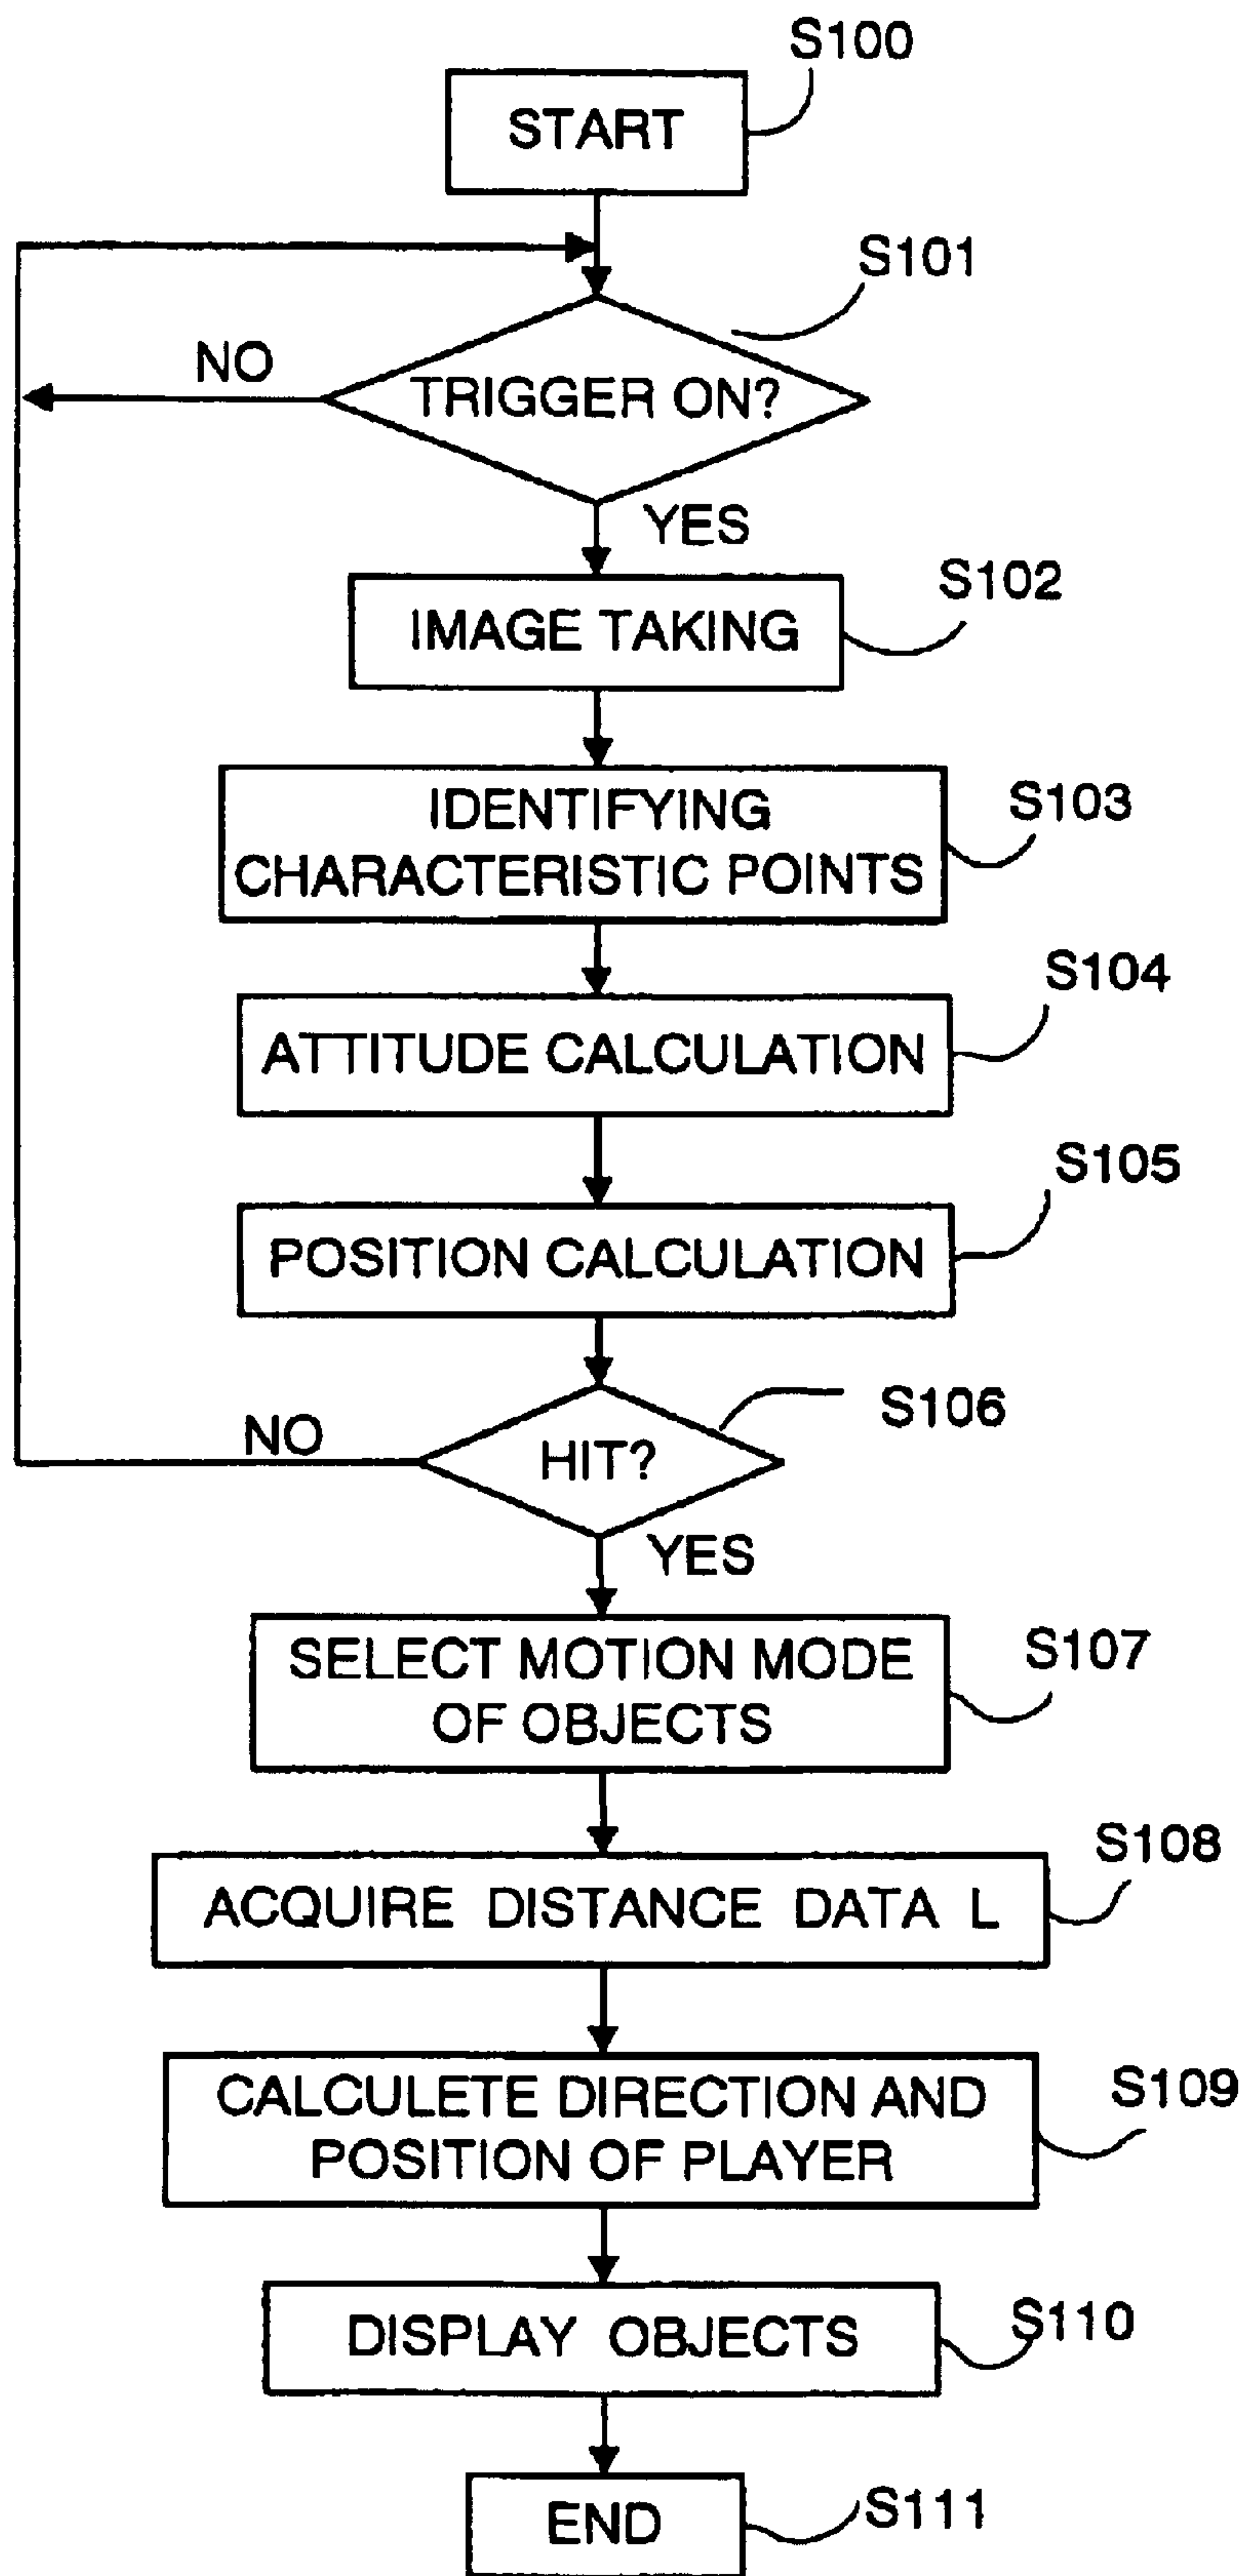 S100
START
S101
NO
TRIGGER ON?
YES
S102
IMAGE TAKING
S103
IDENTIFYING
CHARACTERISTIC POINTS
S104
ATTITUDE CALCULATION
S105
POSITION CALCULATION
S106
NO
HIT?
YES
S107
SELECT MOTION MODE
OF OBJECTS
S108
ACQUIRE DISTANCE DATA L
S109
CALCULETE DIRECTION AND
POSITION OF PLAYER
S110
DISPLAY OBJECTS
S111
END